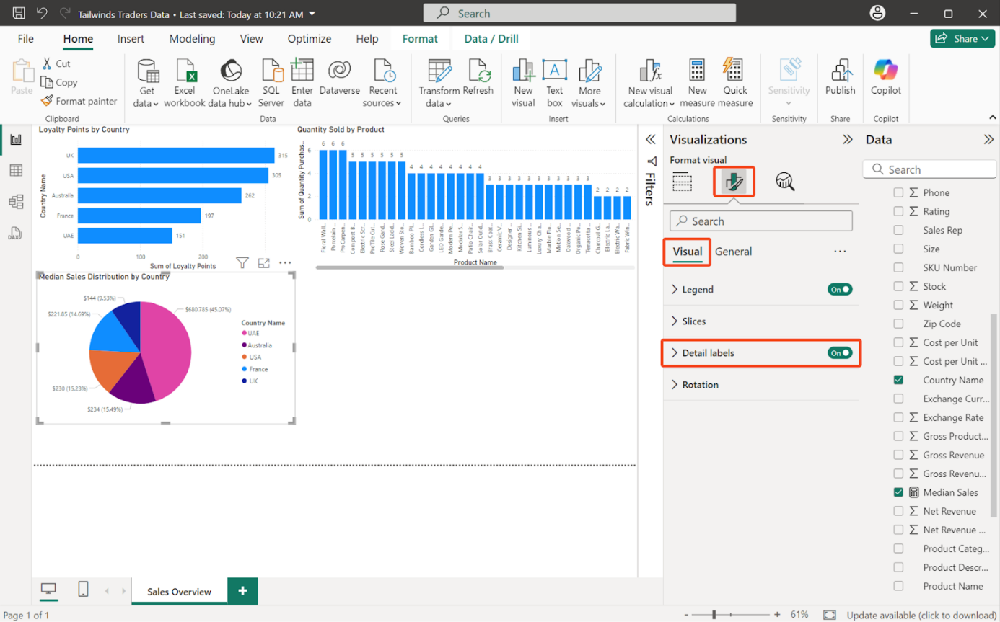 Tailwinds Traders Data • Last saved: Today at 10:21 AM
Search
File Home Insert Modeling View Optimize Help Format Data / Drill
Share
Paste
Cut
Copy
Format painter
Clipboard
Get data
Excel workbook
OneLake data hub
SQL Server
Enter data
Dataverse
Recent sources
Data
Transform data
Refresh
Queries
New visual
Text box
More visuals
Insert
New visual calculation
New measure
Quick measure
Calculations
Sensitivity
Sensitivity
Publish
Share
Copilot
Copilot
Loyalty Points by Country
Country Name
UK 315
USA 305
Australia 262
France 197
UAE 151
0 100 200
Sum of Loyalty Points
Quantity Sold by Product
Sum of Quantity Purchas...
6
4
2
0
6 6 6 5 5 5 5 5 5 4 4 4 4 4 4 4 4 3 3 3 3 3 3 3 3 3 3 3 2 2 2 2
Floral Wall...
Porcelain ...
ProCarpen...
Compost B...
Electric Scr...
ProTile Cut...
Rose Gard...
Steel Ladd...
Woven Sto...
Bamboo Pl...
Cordless L...
Garden Gl...
LED Garde...
Modern Pe...
Modular S...
Patio Chair...
Solar Outd...
Brass Coat...
Ceramic V...
Designer ...
Kitchen Si...
Luminous r...
Luxury Cha...
Marble Flo...
Motion Se...
Oakwood ...
Organic Po...
Terracotta ...
Charcoal G...
Electric La...
Electric Wa...
Fabric Win...
Product Name
Median Sales Distribution by Country
$144 (9.53%)
$221.85 (14.69%)
$680.785 (45.07%)
$230 (15.23%)
$234 (15.49%)
Country Name
UAE
Australia
USA
France
UK
Filters
Visualizations
Format visual
Search
Visual General
Legend On
Slices
Detail labels On
Rotation
Data
Search
Phone
Rating
Sales Rep
Size
SKU Number
Stock
Weight
Zip Code
Cost per Unit
Cost per Unit ...
Country Name
Exchange Curr...
Exchange Rate
Gross Product...
Gross Revenue
Gross Revenu...
Median Sales
Net Revenue
Net Revenue ...
Product Categ...
Product Descr...
Product Name
Sales Overview
Page 1 of 1
- + 61%
Update available (click to download)